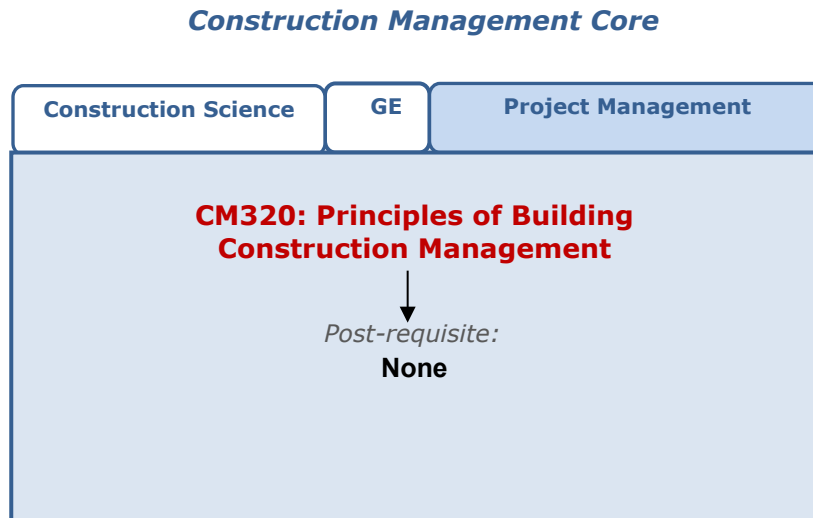 Construction Management Core
Construction Science
GE
Project Management
CM320: Principles of Building
Construction Management
Post-requisite:
None